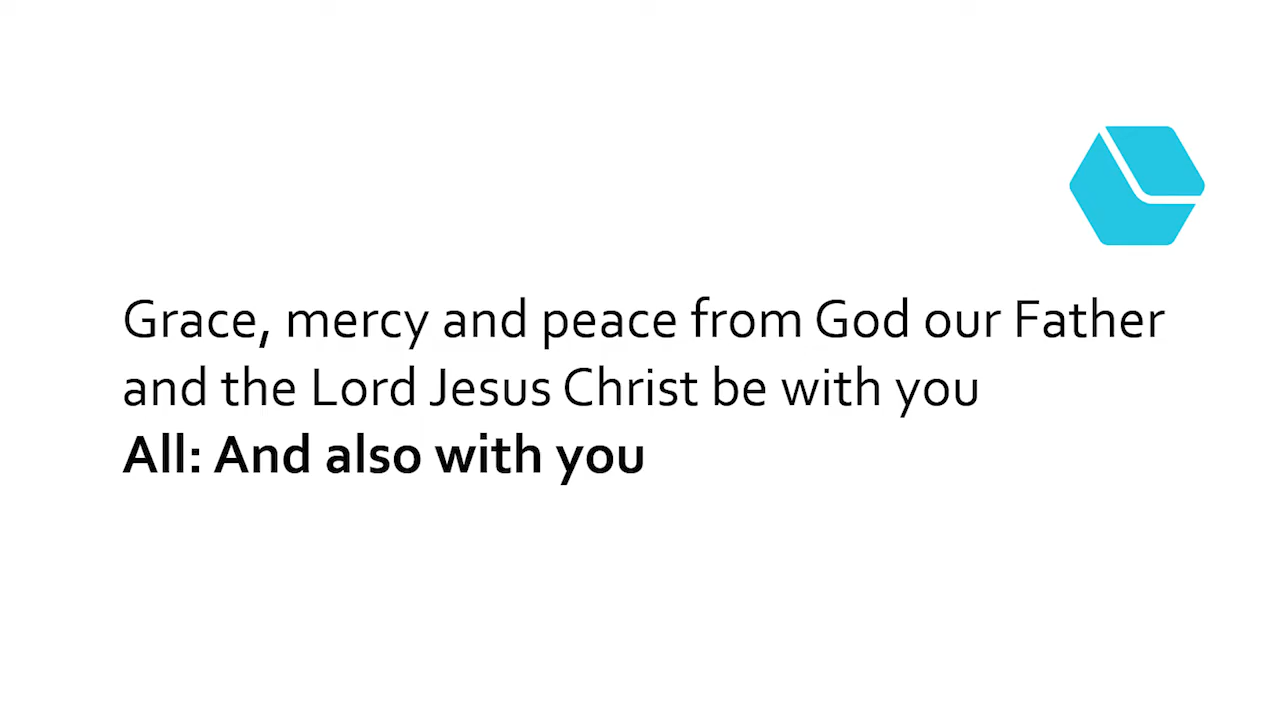 Grace, mercy and peace from God our Father
and the Lord Jesus Christ be with you
All: And also with you